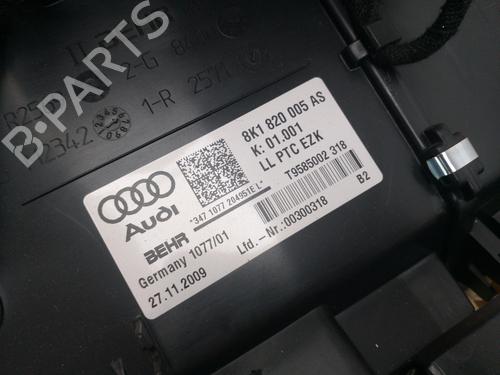 B-PARTS
1-R 257
Audi
BEHR
Germany 1077/01
27.11.2009
*347 1077 204951E L*
8K1 820 005 AS
K: 01.001
LL PTC EZK
T9585002 318
Lfd.-Nr.:00300318
B2